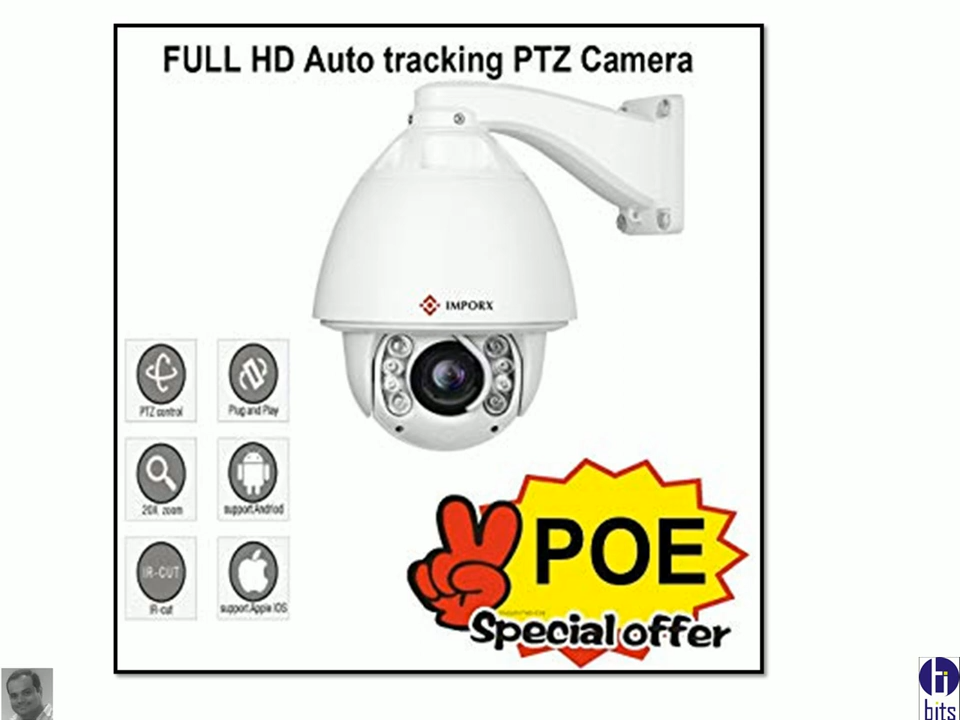 FULL HD Auto tracking PTZ Camera
IMPORX
PTZ control
Plug and Play
20X zoom
support Andriod
IR-CUT
IR-cut
support Apple IOS
POE
Special offer
bits